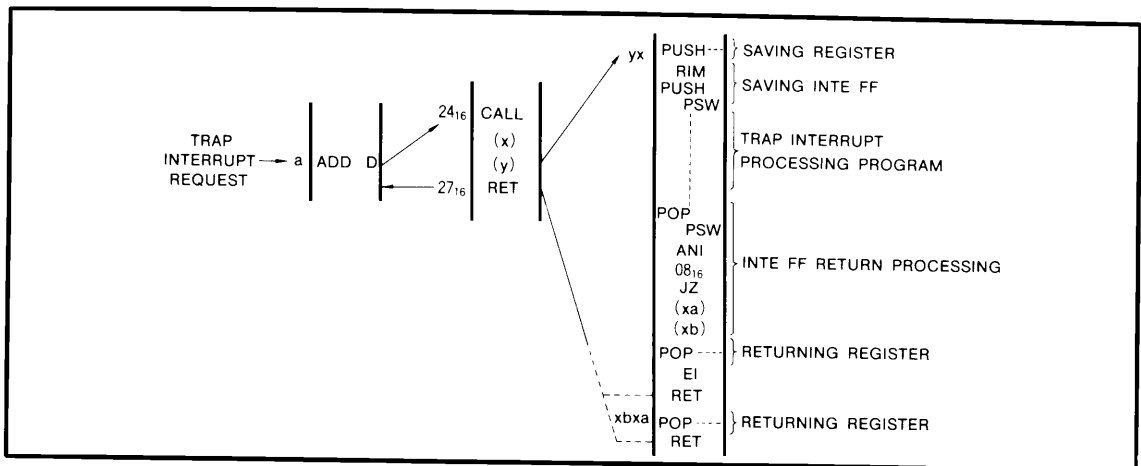 TRAP
INTERRUPT
REQUEST
a
ADD D
24₁₆
27₁₆
CALL
(x)
(y)
RET
yx
PUSH
RIM
PUSH
PSW
POP
PSW
ANI
08₁₆
JZ
(xa)
(xb)
POP
EI
RET
xbxa
POP
RET
SAVING REGISTER
SAVING INTE FF
TRAP INTERRUPT
PROCESSING PROGRAM
INTE FF RETURN PROCESSING
RETURNING REGISTER
RETURNING REGISTER